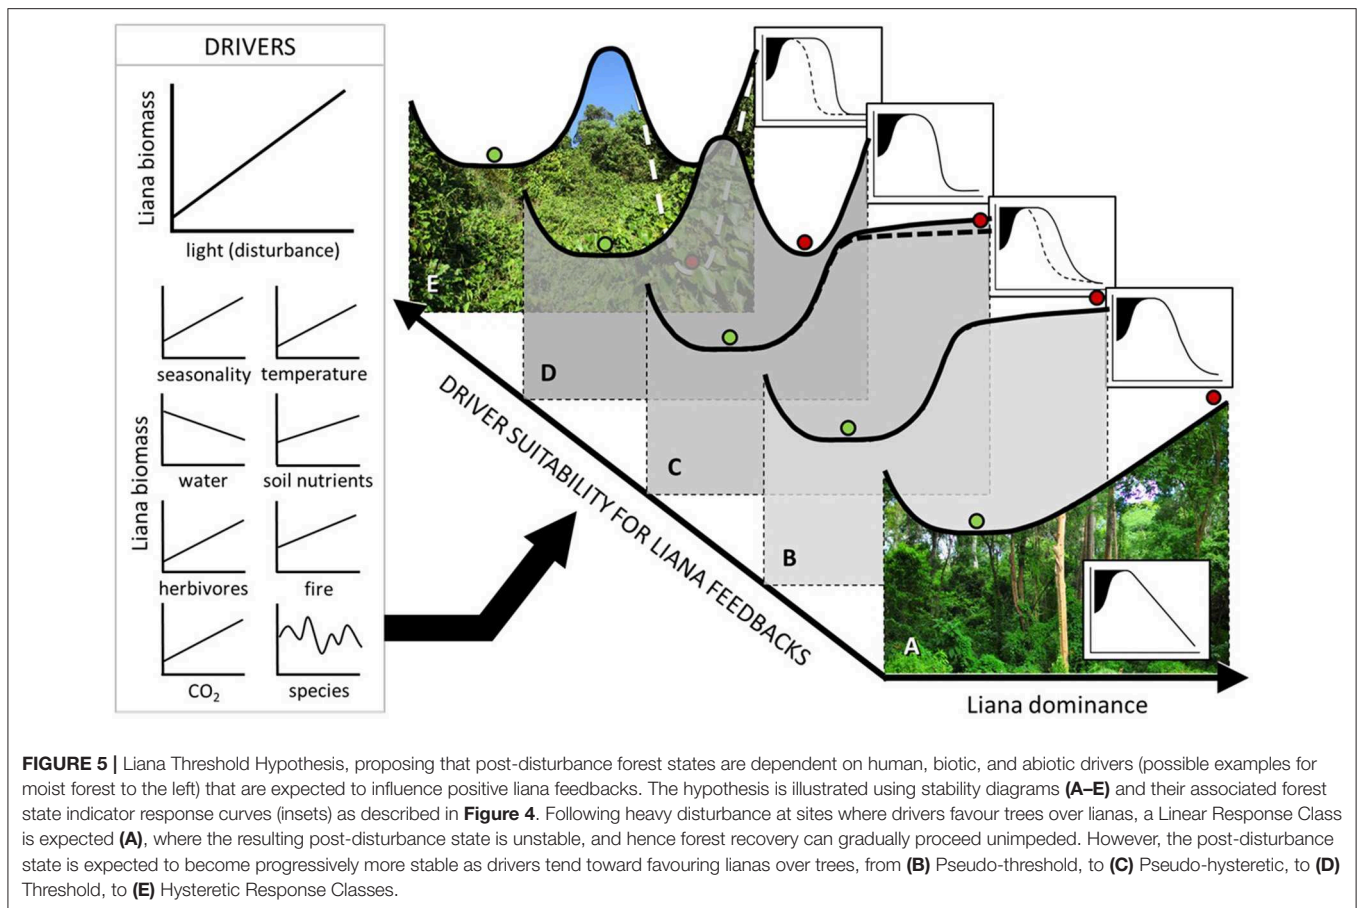 DRIVERS
Liana biomass
light (disturbance)
seasonality temperature
Liana biomass
water soil nutrients
herbivores fire
CO₂ species
E
D
C
B
A
DRIVER SUITABILITY FOR LIANA FEEDBACKS
Liana dominance
FIGURE 5 | Liana Threshold Hypothesis, proposing that post-disturbance forest states are dependent on human, biotic, and abiotic drivers (possible examples for
moist forest to the left) that are expected to influence positive liana feedbacks. The hypothesis is illustrated using stability diagrams (A–E) and their associated forest
state indicator response curves (insets) as described in Figure 4. Following heavy disturbance at sites where drivers favour trees over lianas, a Linear Response Class
is expected (A), where the resulting post-disturbance state is unstable, and hence forest recovery can gradually proceed unimpeded. However, the post-disturbance
state is expected to become progressively more stable as drivers tend toward favouring lianas over trees, from (B) Pseudo-threshold, to (C) Pseudo-hysteretic, to (D)
Threshold, to (E) Hysteretic Response Classes.